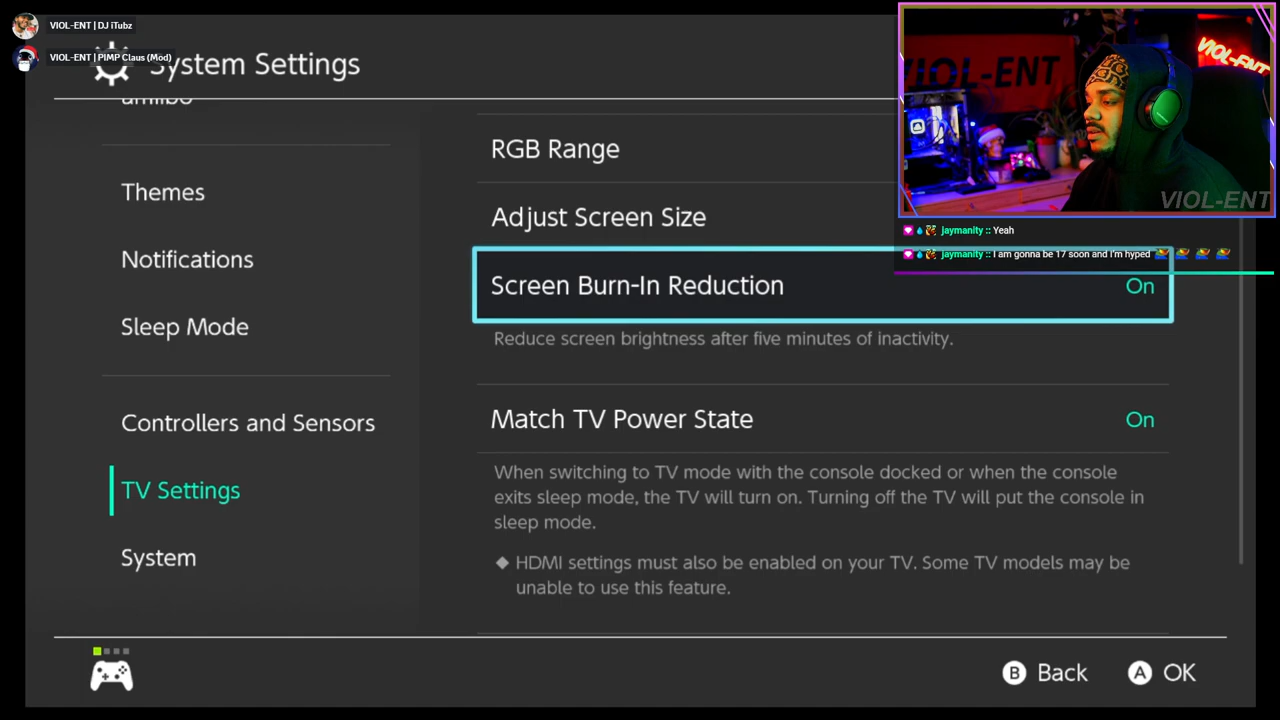 VIOL-ENT | DJ iTubz
VIOL-ENT | PIMP Claus (Mod)
System Settings
amiibo
Themes
Notifications
Sleep Mode
Controllers and Sensors
TV Settings
System
RGB Range
Adjust Screen Size
Screen Burn-In Reduction On
Reduce screen brightness after five minutes of inactivity.
Match TV Power State On
When switching to TV mode with the console docked or when the console
exits sleep mode, the TV will turn on. Turning off the TV will put the console in
sleep mode.
◆ HDMI settings must also be enabled on your TV. Some TV models may be
unable to use this feature.
VIOL-ENT
VIOL-ENT
VIOL-ENT
jaymanity :: Yeah
jaymanity :: I am gonna be 17 soon and I'm hyped
B Back
A OK